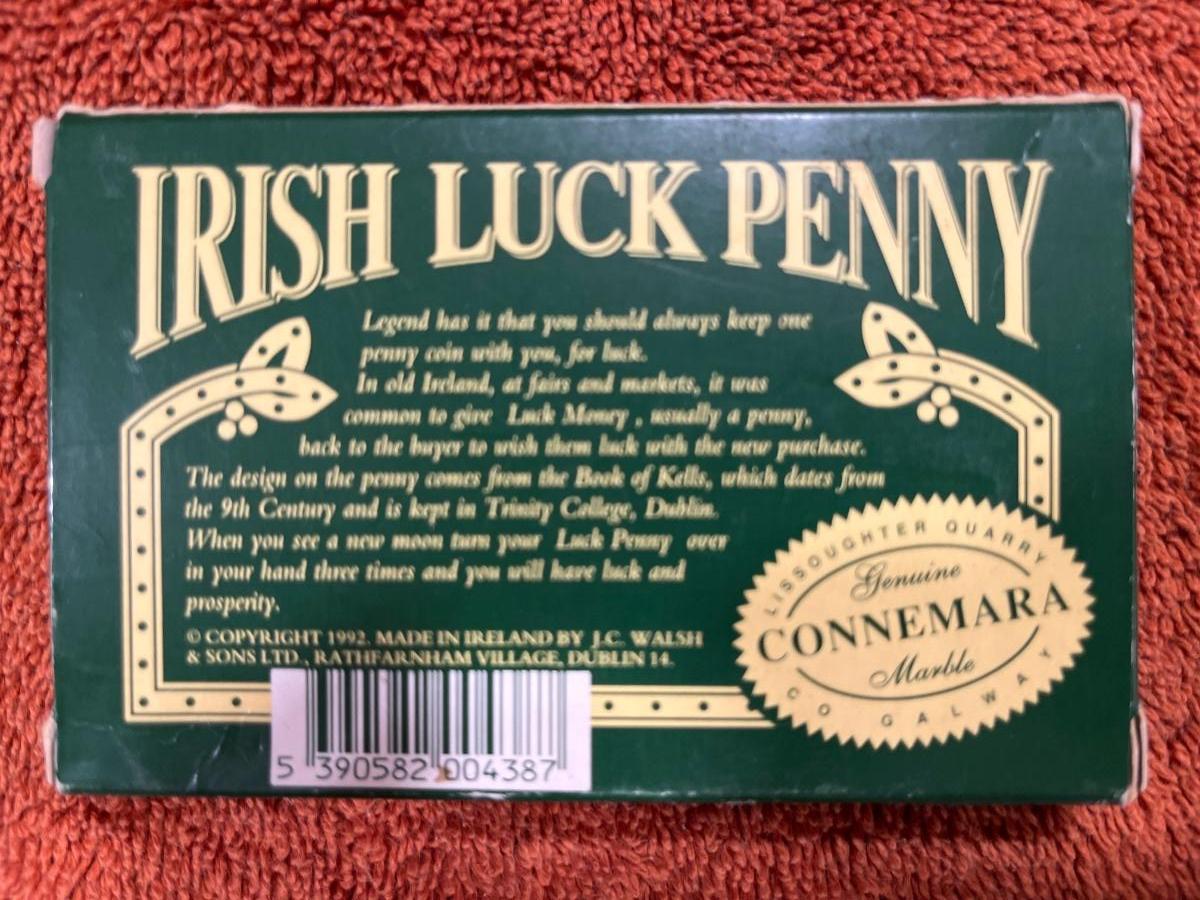 IRISH LUCK PENNY
Legend has it that you should always keep one
penny coin with you, for luck.
In old Ireland, at fairs and markets, it was
common to give Luck Money , usually a penny,
back to the buyer to wish them luck with the new purchase.
The design on the penny comes from the Book of Kells, which dates from
the 9th Century and is kept in Trinity College, Dublin.
When you see a new moon turn your Luck Penny over
in your hand three times and you will have luck and
prosperity.
© COPYRIGHT 1992. MADE IN IRELAND BY J.C. WALSH
& SONS LTD., RATHFARNHAM VILLAGE, DUBLIN 14.
LISSOUGHTER QUARRY
Genuine
CONNEMARA
Marble
CO GALWAY
5 390582 004387